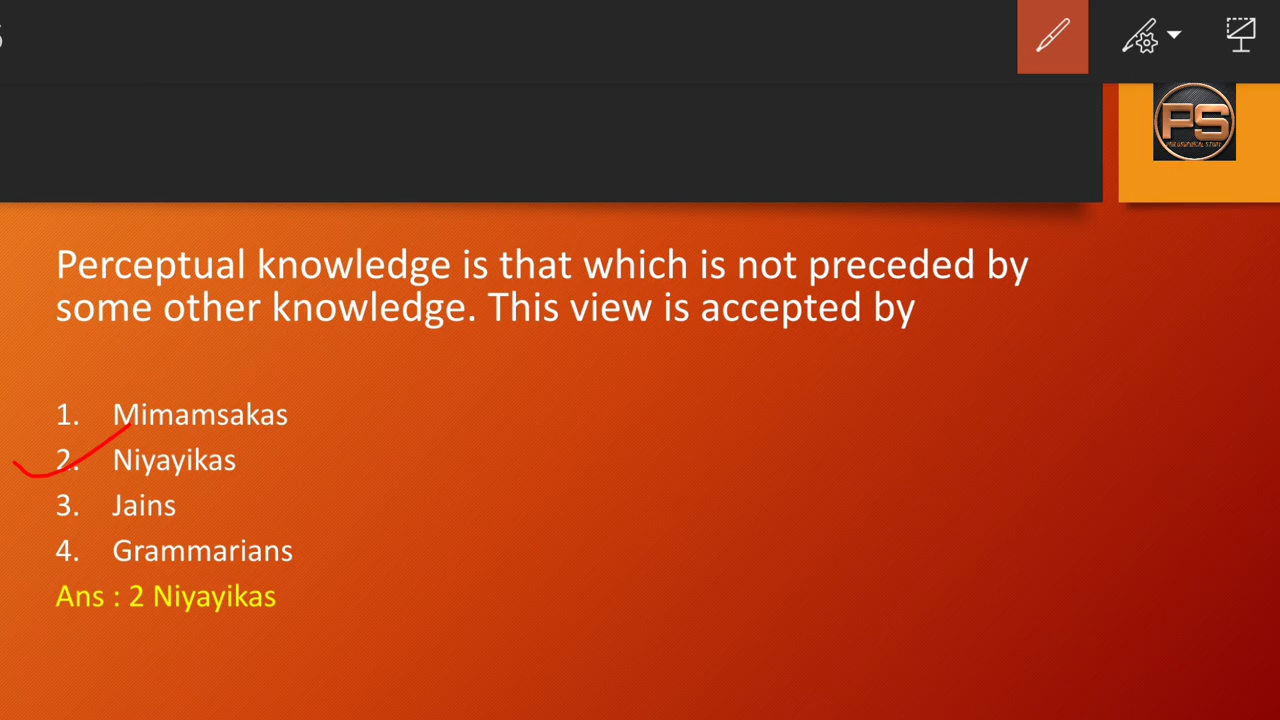 PS
Perceptual knowledge is that which is not preceded by
some other knowledge. This view is accepted by
1. Mimamsakas
2. Niyayikas
3. Jains
4. Grammarians
Ans : 2 Niyayikas